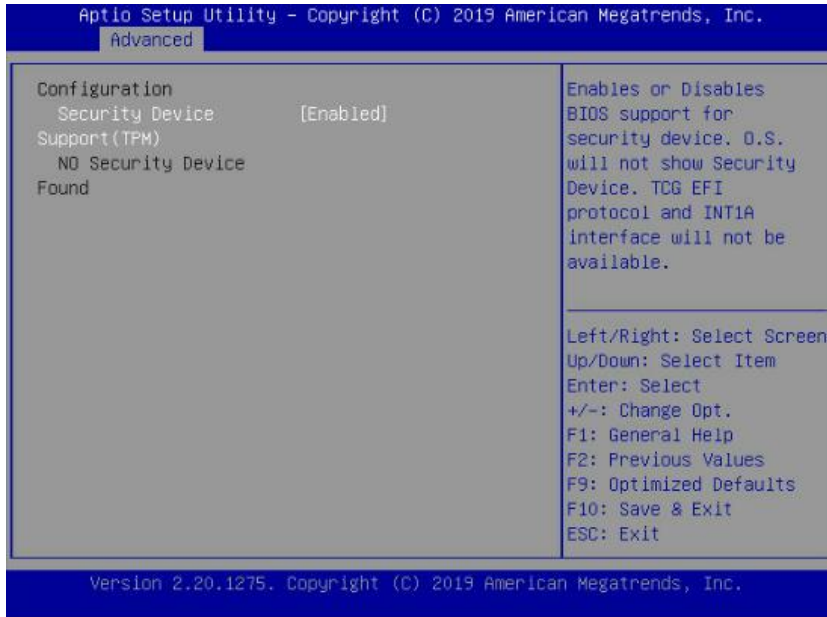 Aptio Setup Utility – Copyright (C) 2019 American Megatrends, Inc.
Advanced
Configuration
Security Device [Enabled]
Support(TPM)
NO Security Device
Found
Enables or Disables
BIOS support for
security device. O.S.
will not show Security
Device. TCG EFI
protocol and INT1A
interface will not be
available.
Left/Right: Select Screen
Up/Down: Select Item
Enter: Select
+/-: Change Opt.
F1: General Help
F2: Previous Values
F9: Optimized Defaults
F10: Save & Exit
ESC: Exit
Version 2.20.1275. Copyright (C) 2019 American Megatrends, Inc.